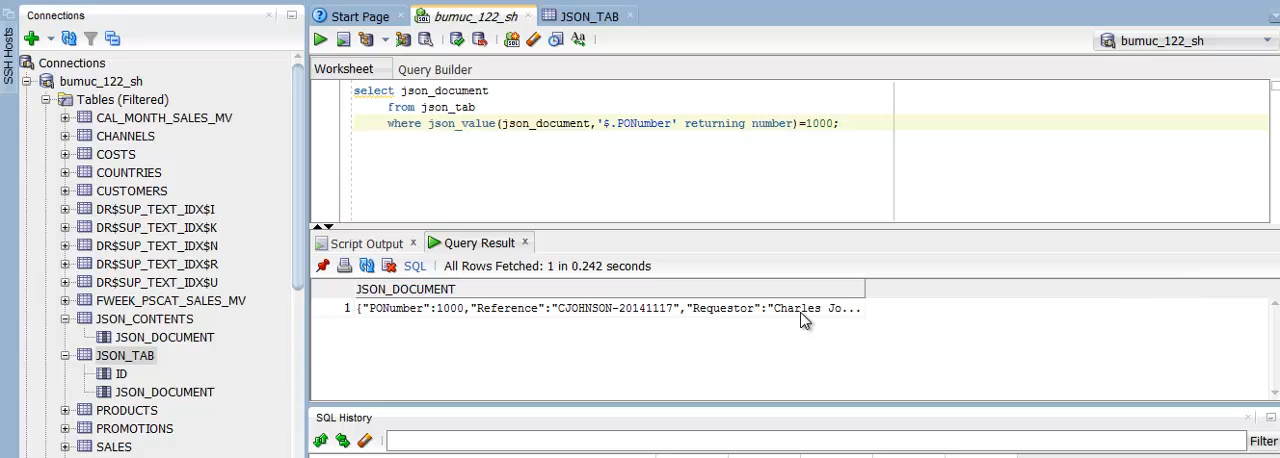 SSH Hosts
Connections
Connections
bumuc_122_sh
Tables (Filtered)
CAL_MONTH_SALES_MV
CHANNELS
COSTS
COUNTRIES
CUSTOMERS
DR$SUP_TEXT_IDX$I
DR$SUP_TEXT_IDX$K
DR$SUP_TEXT_IDX$N
DR$SUP_TEXT_IDX$R
DR$SUP_TEXT_IDX$U
FWEEK_PSCAT_SALES_MV
JSON_CONTENTS
JSON_DOCUMENT
JSON_TAB
ID
JSON_DOCUMENT
PRODUCTS
PROMOTIONS
SALES
Start Page
bumuc_122_sh
JSON_TAB
bumuc_122_sh
Worksheet Query Builder
select json_document
from json_tab
where json_value(json_document,'$.PONumber' returning number)=1000;
Script Output
Query Result
SQL All Rows Fetched: 1 in 0.242 seconds
JSON_DOCUMENT
1 {"PONumber":1000,"Reference":"CJOHNSON-20141117","Requestor":"Charles Jo...
SQL History
Filter